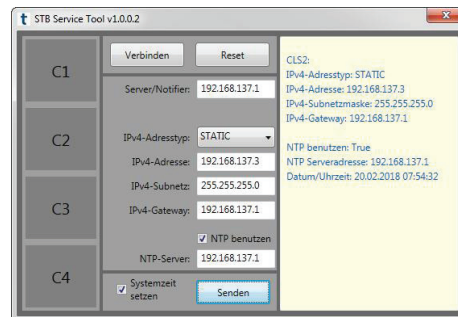 t STB Service Tool v1.0.0.2
x
C1
C2
C3
C4
Verbinden Reset
Server/Notifier: 192.168.137.1
IPv4-Adresstyp: STATIC
IPv4-Adresse: 192.168.137.3
IPv4-Subnetz: 255.255.255.0
IPv4-Gateway: 192.168.137.1
NTP benutzen
NTP-Server: 192.168.137.1
Systemzeit
setzen
Senden
CLS2:
IPv4-Adresstyp: STATIC
IPv4-Adresse: 192.168.137.3
IPv4-Subnetzmaske: 255.255.255.0
IPv4-Gateway: 192.168.137.1
NTP benutzen: True
NTP Serveradresse: 192.168.137.1
Datum/Uhrzeit: 20.02.2018 07:54:32